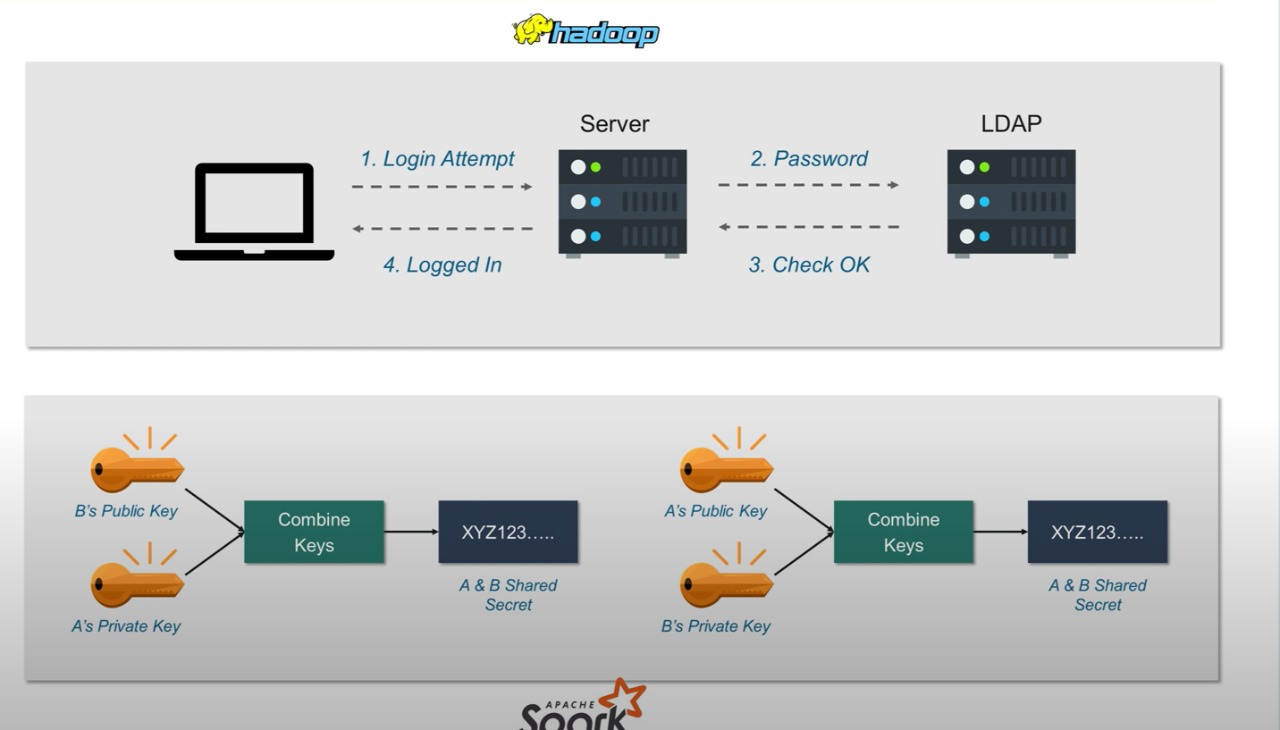 hadoop
Server
LDAP
1. Login Attempt
2. Password
4. Logged In
3. Check OK
B's Public Key
A's Private Key
Combine
Keys
XYZ123.....
A & B Shared
Secret
A's Public Key
B's Private Key
Combine
Keys
XYZ123.....
A & B Shared
Secret
APACHE
Spark